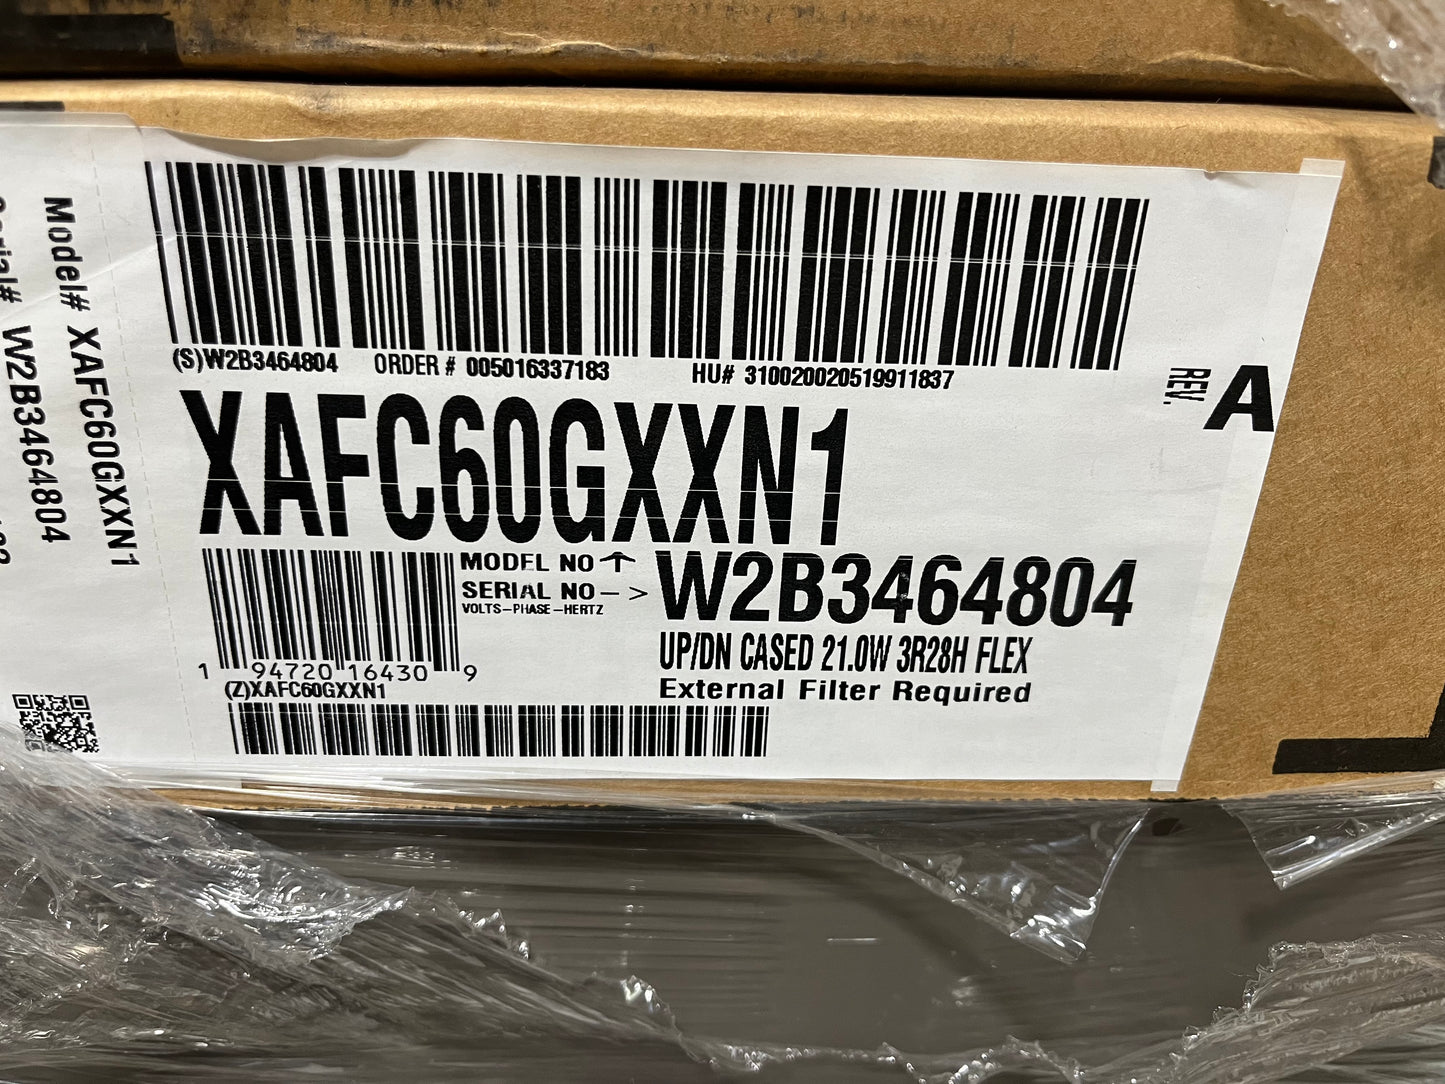 (S)W2B3464804 ORDER # 005016337183 HU# 310020020519911837
REV. A
XAFC60GXXN1
MODEL NO
SERIAL NO -> W2B3464804
VOLTS-PHASE-HERTZ
UP/DN CASED 21.0W 3R28H FLEX
External Filter Required
1 94720 16430 9
(Z)XAFC60GXXN1
Model# XAFC60GXXN1
Serial# W2B3464804